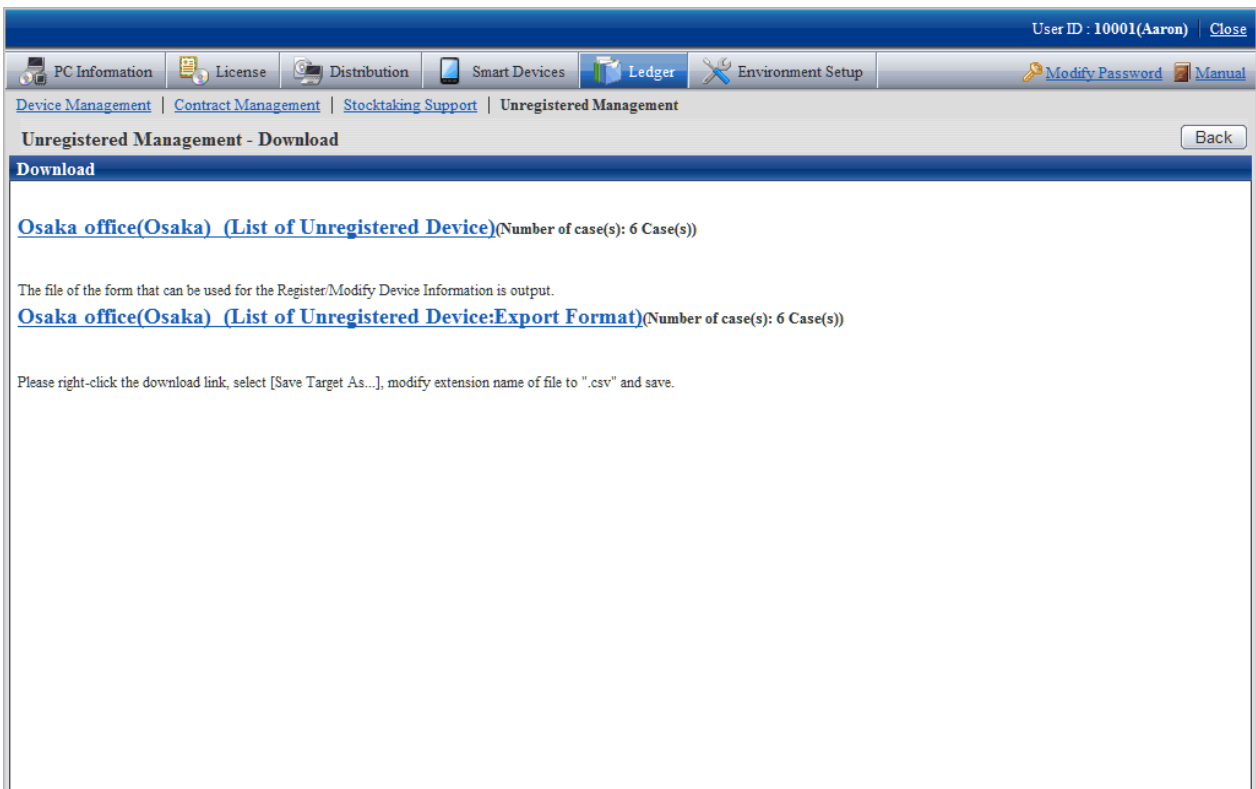 User ID : 10001(Aaron) | Close
PC Information License Distribution Smart Devices Ledger Environment Setup Modify Password Manual
Device Management | Contract Management | Stocktaking Support | Unregistered Management
Unregistered Management - Download Back
Download
Osaka office(Osaka) (List of Unregistered Device)(Number of case(s): 6 Case(s))
The file of the form that can be used for the Register/Modify Device Information is output.
Osaka office(Osaka) (List of Unregistered Device:Export Format)(Number of case(s): 6 Case(s))
Please right-click the download link, select [Save Target As...], modify extension name of file to ".csv" and save.